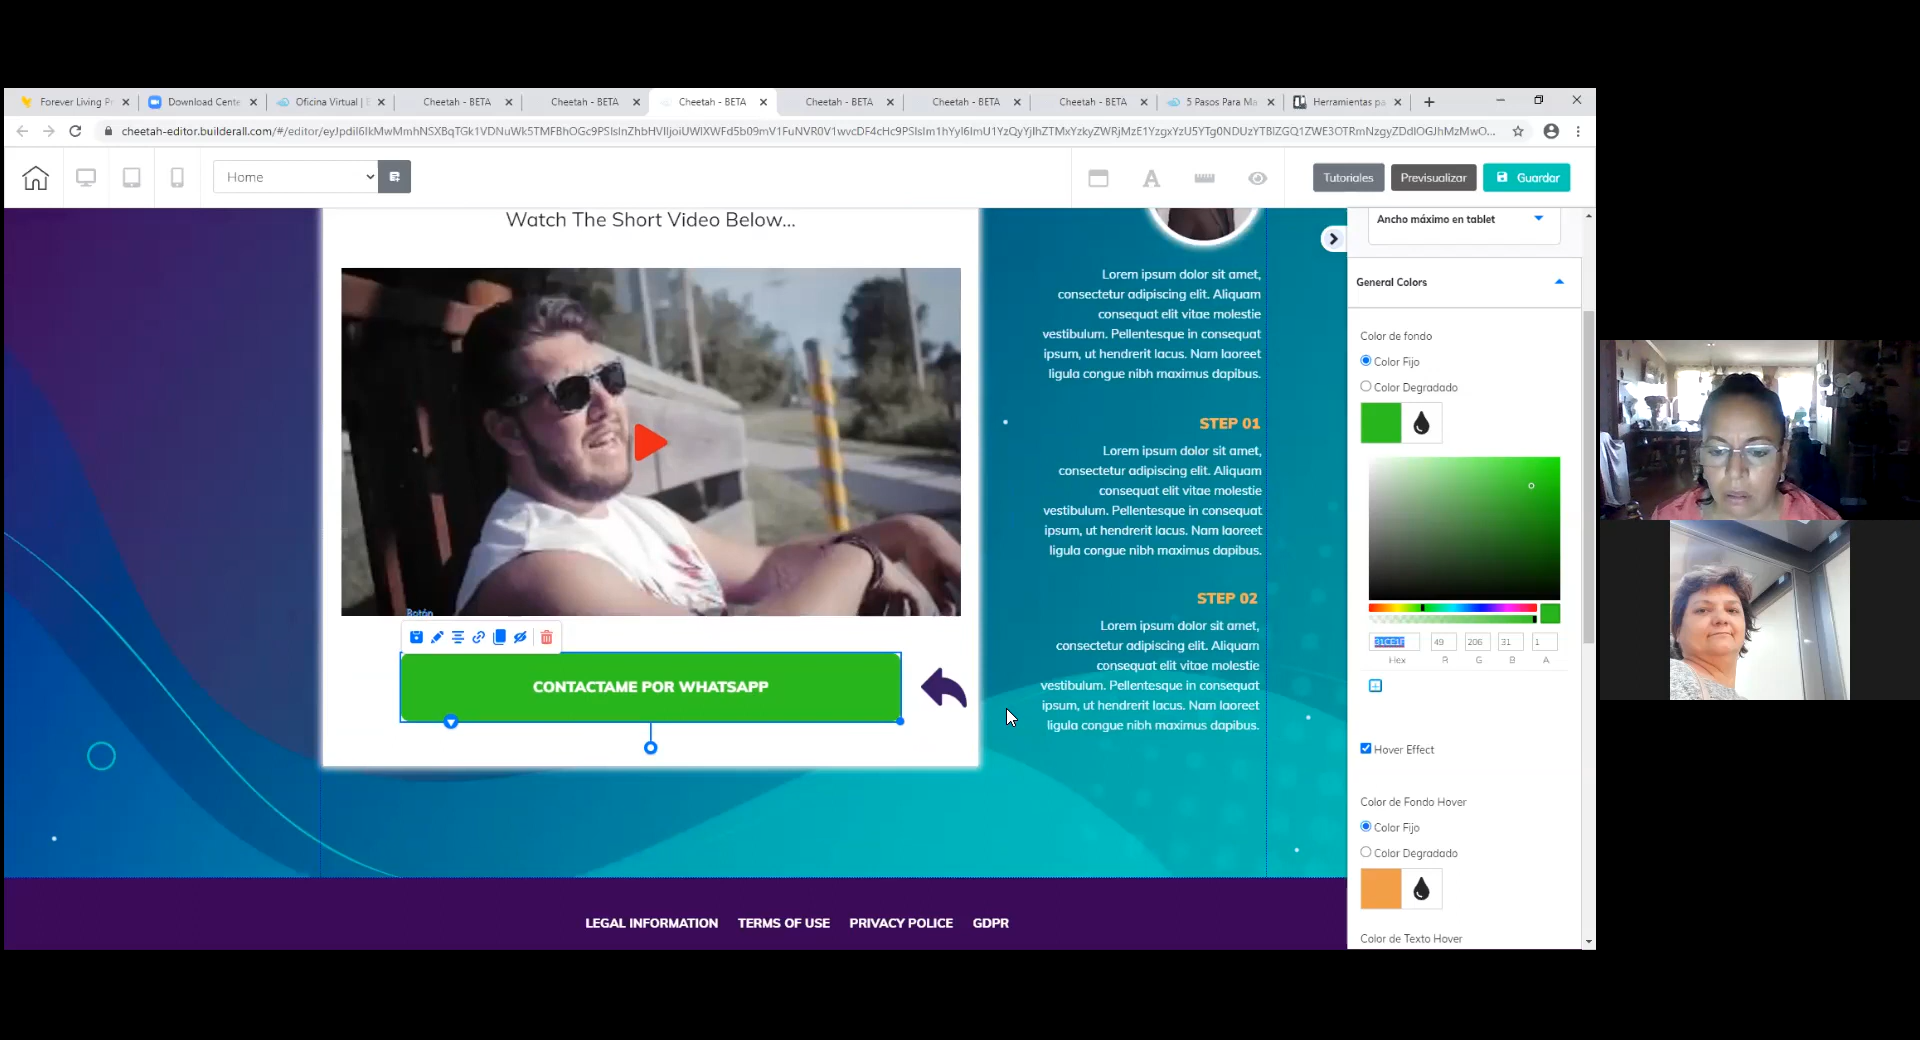 Forever Living Pr
Download Cente
Oficina Virtual |
Cheetah - BETA
Cheetah - BETA
Cheetah - BETA
Cheetah - BETA
Cheetah - BETA
Cheetah - BETA
5 Pasos Para Ma
Herramientas pa
Home
Tutoriales
Previsualizar
Guardar
Watch The Short Video Below...
Lorem ipsum dolor sit amet,
consectetur adipiscing elit. Aliquam
consequat elit vitae molestie
vestibulum. Pellentesque in consequat
ipsum, ut hendrerit lacus. Nam laoreet
ligula congue nibh maximus dapibus.
STEP 01
Lorem ipsum dolor sit amet,
consectetur adipiscing elit. Aliquam
consequat elit vitae molestie
vestibulum. Pellentesque in consequat
ipsum, ut hendrerit lacus. Nam laoreet
ligula congue nibh maximus dapibus.
STEP 02
Lorem ipsum dolor sit amet,
consectetur adipiscing elit. Aliquam
consequat elit vitae molestie
vestibulum. Pellentesque in consequat
ipsum, ut hendrerit lacus. Nam laoreet
ligula congue nibh maximus dapibus.
Botón
CONTACTAME POR WHATSAPP
LEGAL INFORMATION TERMS OF USE PRIVACY POLICE GDPR
Ancho máximo en tablet
General Colors
Color de fondo
Color Fijo
Color Degradado
31CE1F 49 206 31 1
Hex R G B A
Hover Effect
Color de Fondo Hover
Color Fijo
Color Degradado
Color de Texto Hover